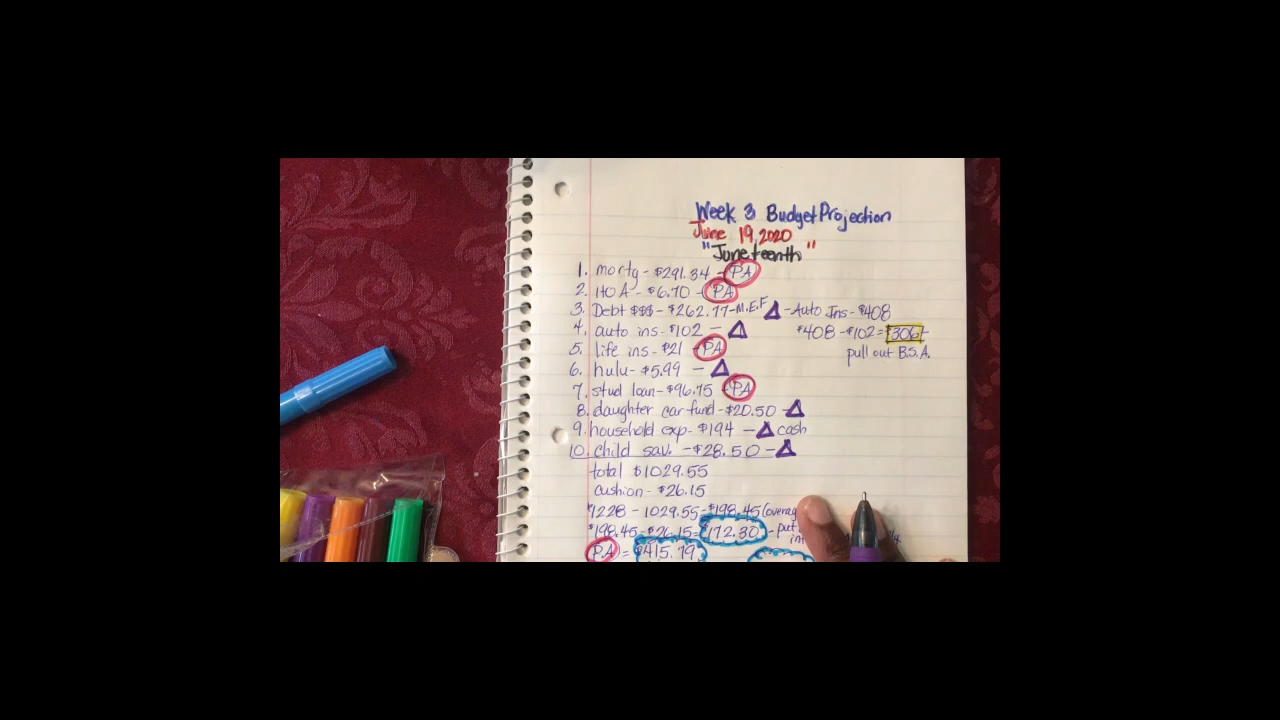 Week 3 Budget Projection
June 19, 2020
"Juneteenth"
1. mortg - $291.34 - PA
2. HOA - $6.70 - PA
3. Debt $$$ - $262.77 - M.E.F △ - Auto Ins - $408
4. auto ins - $102 - △ $408 - $102 = $306 -
5. life ins - $21 - PA pull out B.S.A.
6. hulu - $5.99 - △
7. stud loan - $96.75 - PA
8. daughter car fund - $20.50 - △
9. household exp - $194 - △ cash
10. child sav. - $28.50 - △
total $1029.55
cushion - $26.15
1228 - 1029.55 = $198.45 (overag
$198.45 - $26.15 = $172.30 - put
PA = $415.79 int